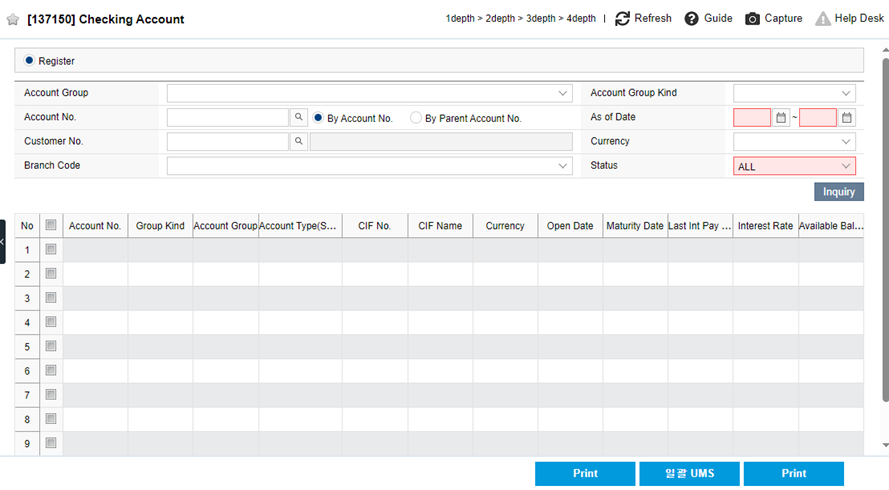 [137150] Checking Account
1depth > 2depth > 3depth > 4depth | Refresh Guide Capture Help Desk
Register
Account Group Account Group Kind
Account No. By Account No. By Parent Account No. As of Date ~
Customer No. Currency
Branch Code Status ALL
Inquiry
No Account No. Group Kind Account Group Account Type(S... CIF No. CIF Name Currency Open Date Maturity Date Last Int Pay ... Interest Rate Available Bal...
1
2
3
4
5
6
7
8
9
Print 일괄 UMS Print